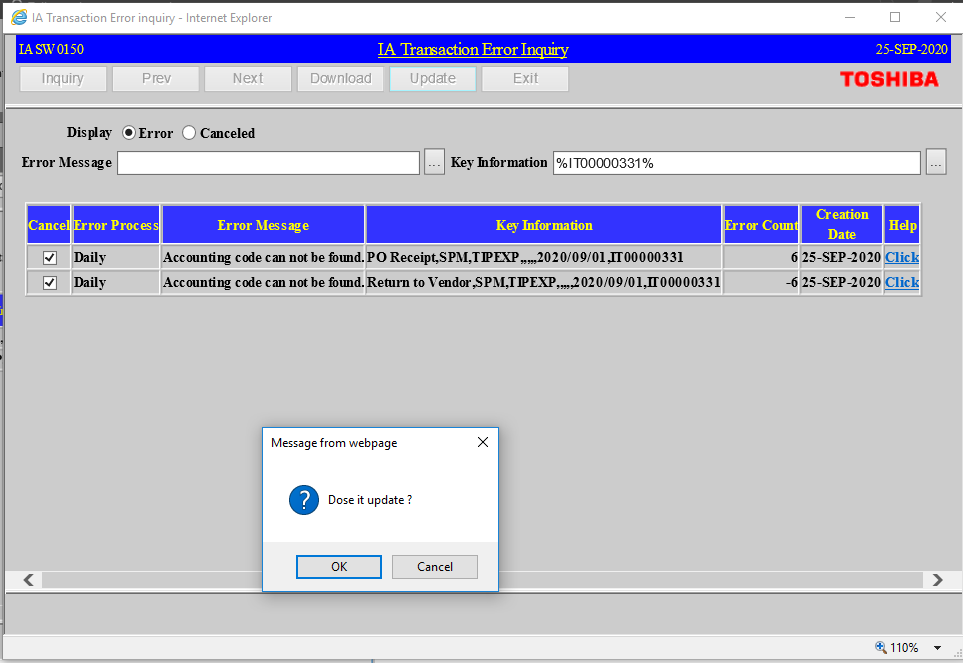 IA Transaction Error inquiry - Internet Explorer
IASW0150 IA Transaction Error Inquiry 25-SEP-2020
Inquiry Prev Next Download Update Exit TOSHIBA
Display Error Canceled
Error Message ... Key Information %IT00000331% ...
Cancel Error Process Error Message Key Information Error Count Creation Date Help
Daily Accounting code can not be found. PO Receipt,SPM,TIPEXP,,,,,2020/09/01,IT00000331 6 25-SEP-2020 Click
Daily Accounting code can not be found. Return to Vendor,SPM,TIPEXP,,,,,2020/09/01,IT00000331 -6 25-SEP-2020 Click
Message from webpage
Dose it update ?
OK Cancel
110%